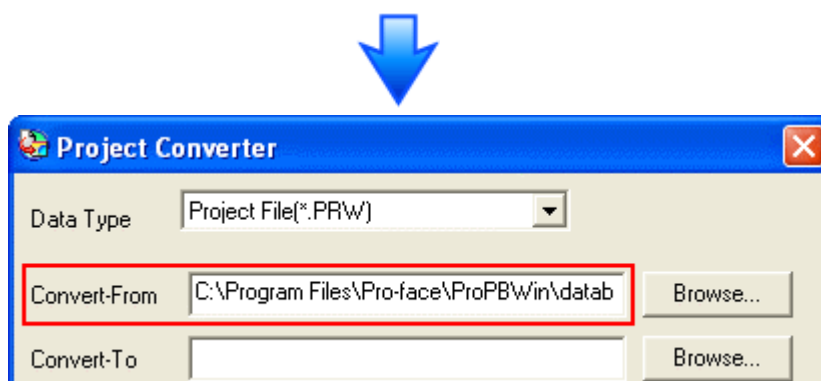 Project Converter
Data Type Project File(*.PRW)
Convert-From C:\Program Files\Pro-face\ProPBWin\datab Browse...
Convert-To Browse...